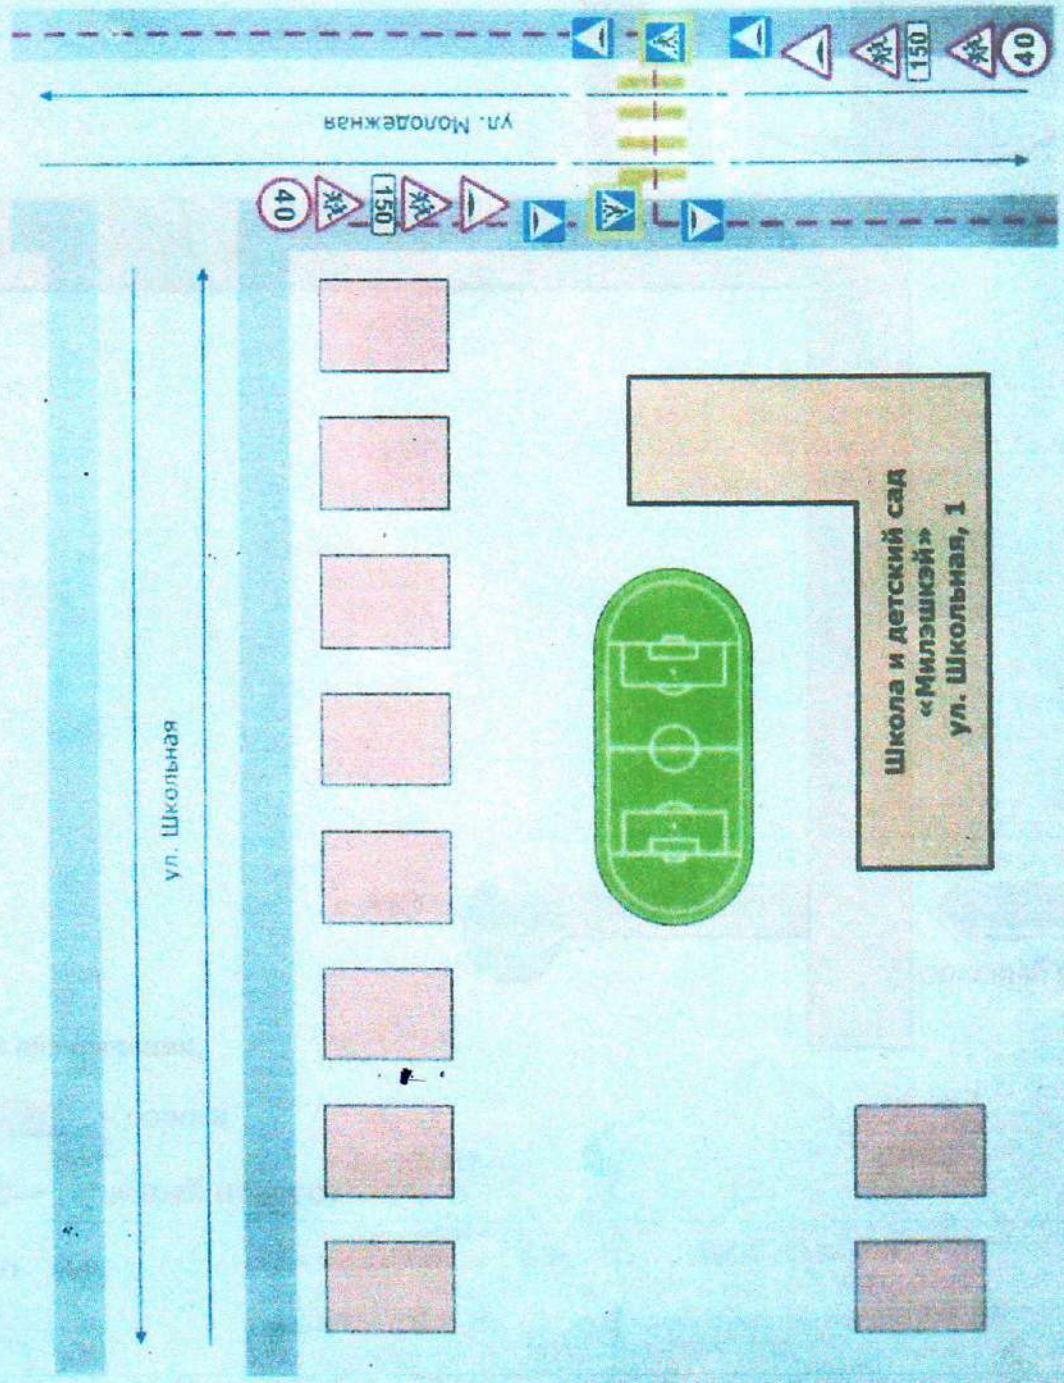 ул. Молодежная
40
150
150
40
ул. Школьная
Школа и детский сад
«Милэшкэй»
ул. Школьная, 1